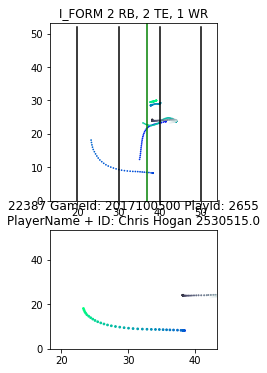 I_FORM 2 RB, 2 TE, 1 WR
50
40
30
20
10
0
20 30 40 50
22387 GameId: 2017100500 PlayId: 2655
PlayerName + ID: Chris Hogan 2530515.0
40
20
0
20 30 40